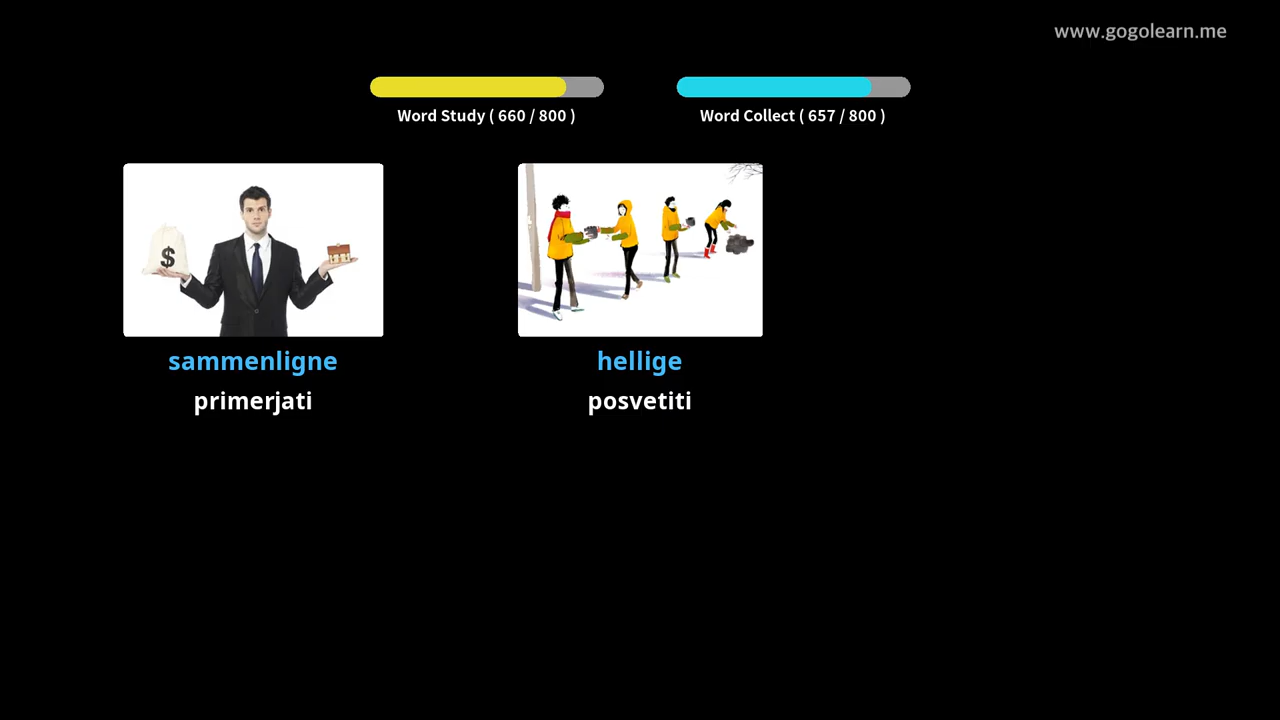 www.gogolearn.me
Word Study ( 660 / 800 )
Word Collect ( 657 / 800 )
$
sammenligne
primerjati
hellige
posvetiti